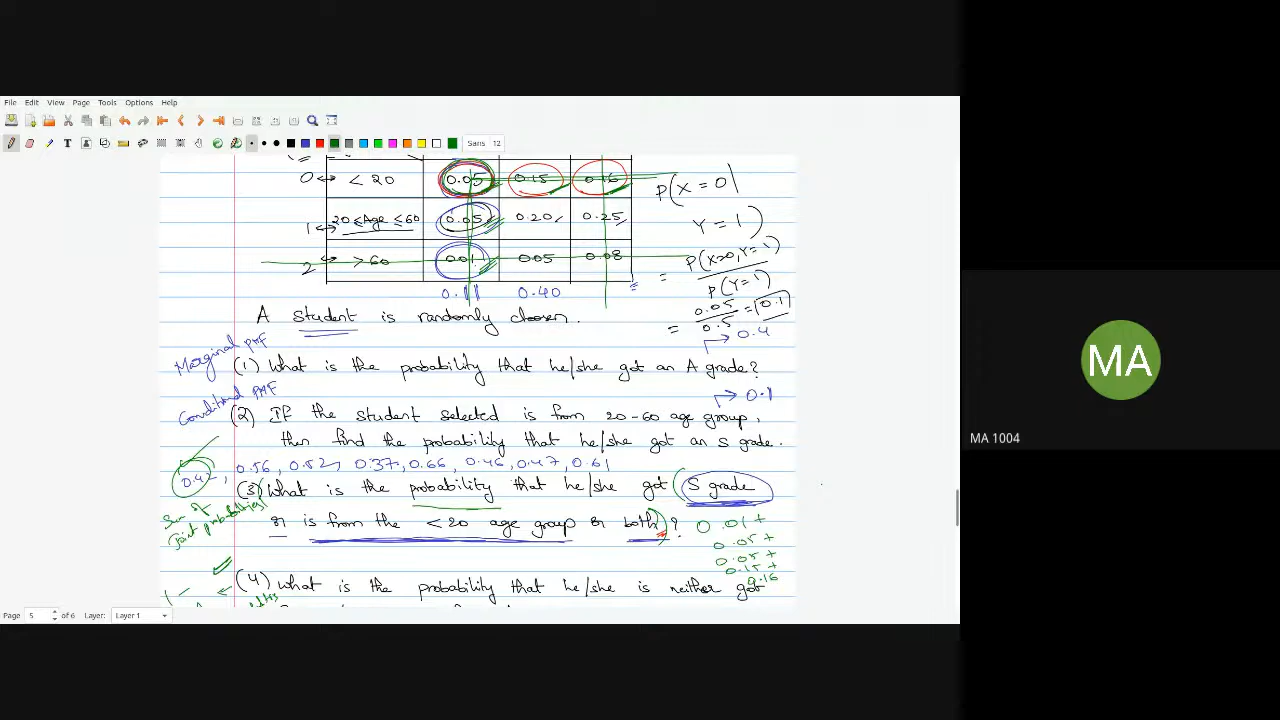 File Edit View Page Tools Options Help
Sans 12
0 ↔ < 20 0.05 0.15 0.16
P(X = 0 |
Y = 1)
1 ↔ 20 ≤ Age ≤ 60 0.05 0.20 0.25
= P(X=0, Y=1) / P(Y=1)
2 ↔ > 60 0.01 0.05 0.08
0.11 0.40
= 0.05 / 0.5 = 0.1
A student is randomly chosen.
→ 0.4
Marginal PMF
(1) What is the probability that he/she got an A grade?
Conditional PMF
→ 0.1
(2) If the student selected is from 20-60 age group,
then find the probability that he/she got an S grade.
0.42, 0.56, 0.52, 0.37, 0.66, 0.46, 0.47, 0.61
(3) What is the probability that he/she got S grade
Sum of Joint probabilities
or is from the < 20 age group or both?
0.01 +
0.05 +
0.05 +
0.15 +
0.16
(4) What is the probability that he/she is neither got
1 -
MA
MA 1004
Page 5 of 6 Layer: Layer 1